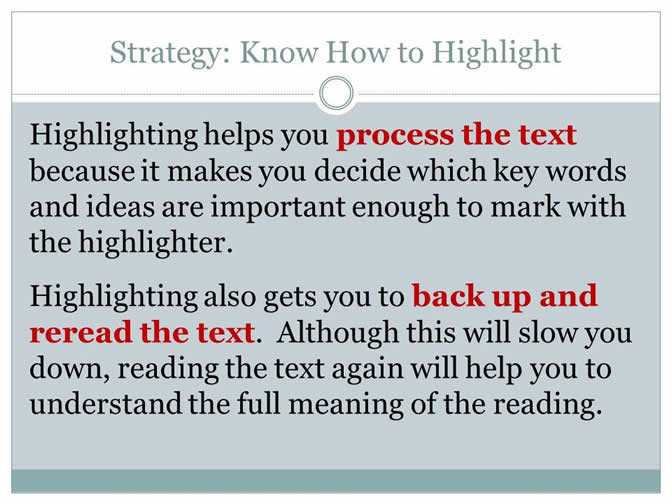 Strategy: Know How to Highlight
Highlighting helps you process the text
because it makes you decide which key words
and ideas are important enough to mark with
the highlighter.
Highlighting also gets you to back up and
reread the text.  Although this will slow you
down, reading the text again will help you to
understand the full meaning of the reading.